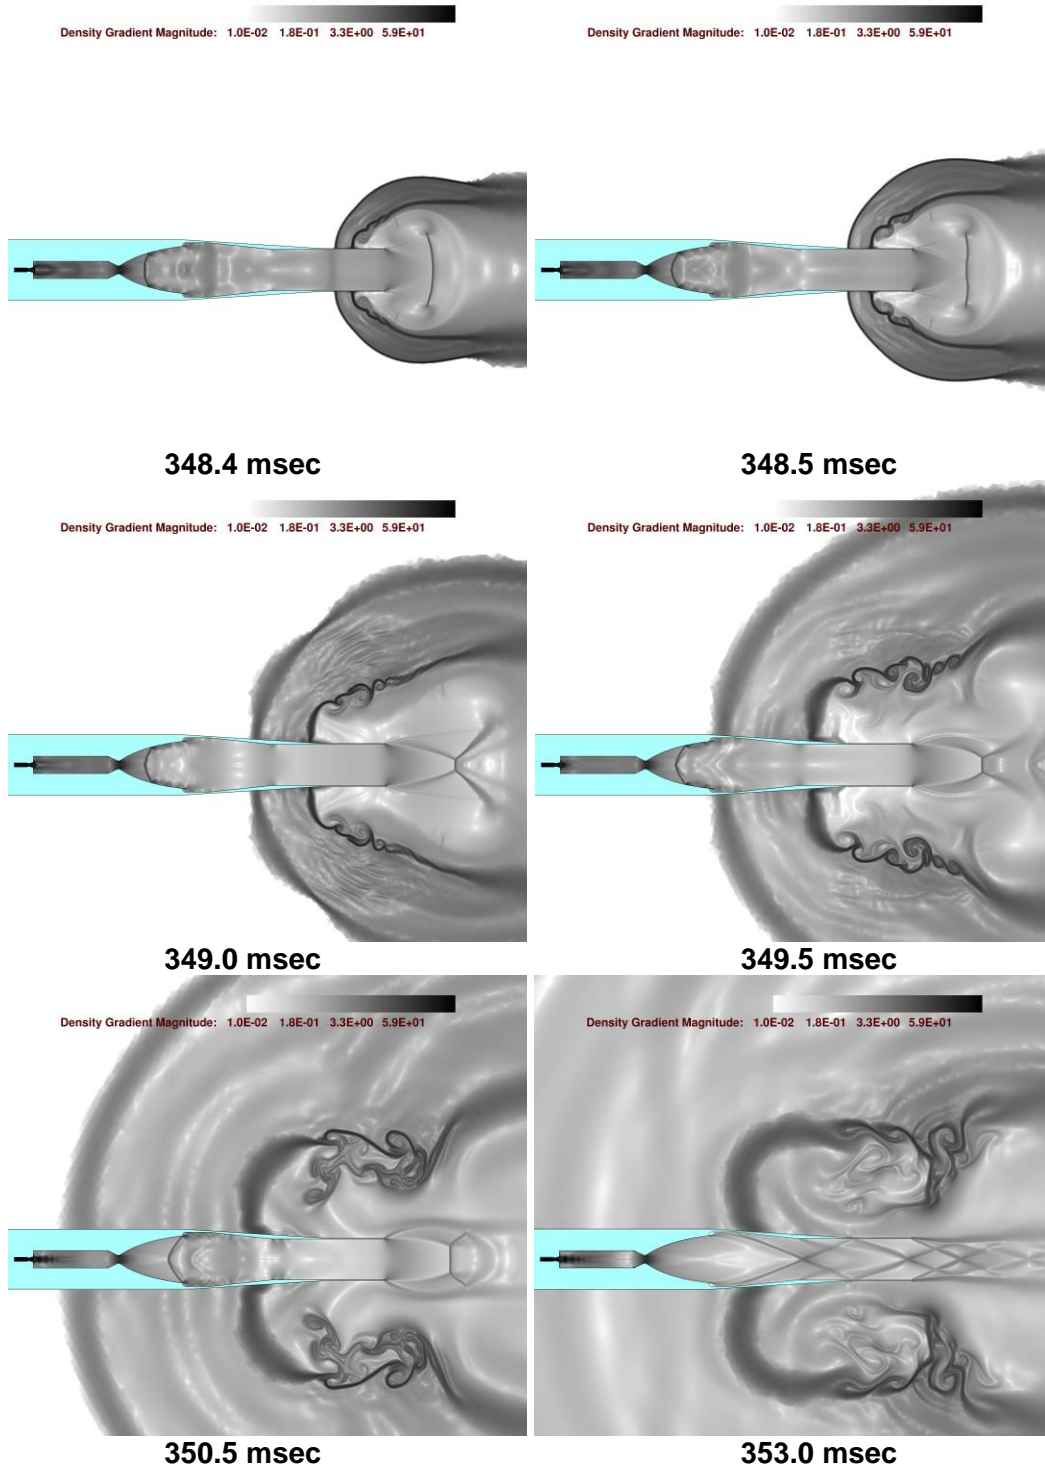 Density Gradient Magnitude: 1.0E-02 1.8E-01 3.3E+00 5.9E+01
Density Gradient Magnitude: 1.0E-02 1.8E-01 3.3E+00 5.9E+01
348.4 msec
348.5 msec
Density Gradient Magnitude: 1.0E-02 1.8E-01 3.3E+00 5.9E+01
Density Gradient Magnitude: 1.0E-02 1.8E-01 3.3E+00 5.9E+01
349.0 msec
349.5 msec
Density Gradient Magnitude: 1.0E-02 1.8E-01 3.3E+00 5.9E+01
Density Gradient Magnitude: 1.0E-02 1.8E-01 3.3E+00 5.9E+01
350.5 msec
353.0 msec